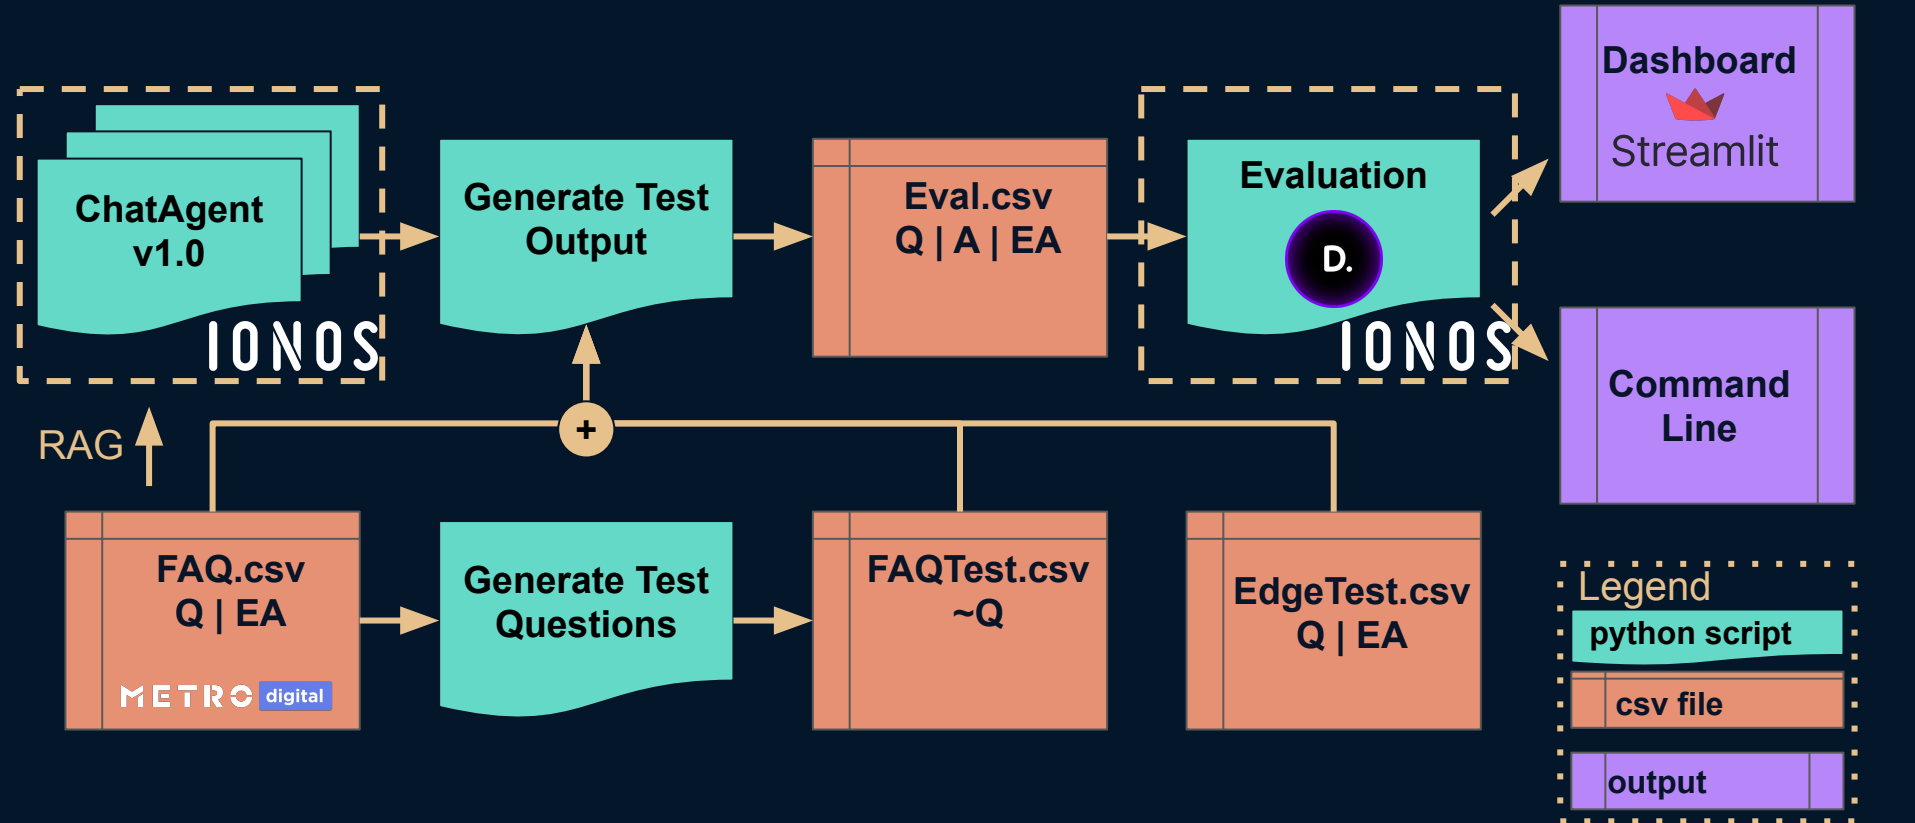 ChatAgent
v1.0
IONOS
Generate Test
Output
Eval.csv
Q | A | EA
Evaluation
D.
IONOS
Dashboard
Streamlit
Command
Line
RAG
+
FAQ.csv
Q | EA
METRO digital
Generate Test
Questions
FAQTest.csv
~Q
EdgeTest.csv
Q | EA
Legend
python script
csv file
output